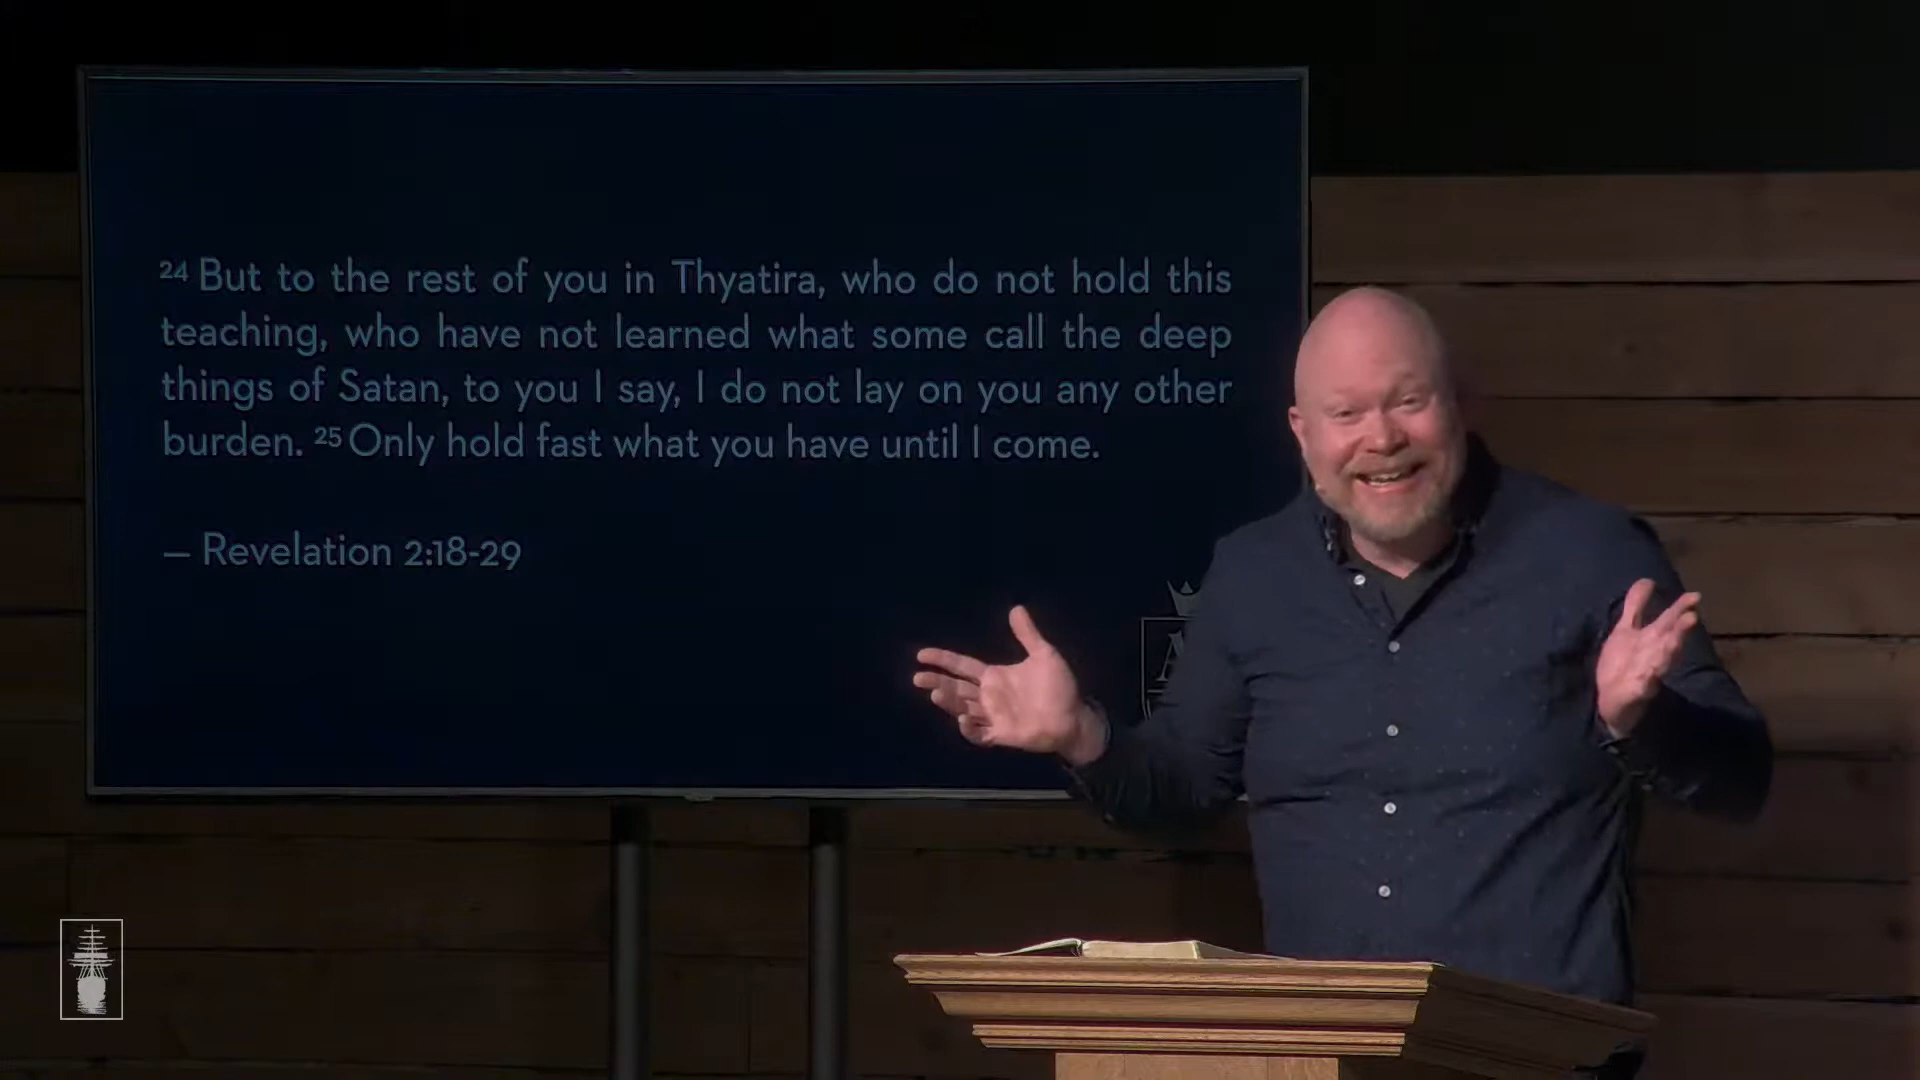 24 But to the rest of you in Thyatira, who do not hold this
teaching, who have not learned what some call the deep
things of Satan, to you I say, I do not lay on you any other
burden. 25 Only hold fast what you have until I come.
— Revelation 2:18-29
A